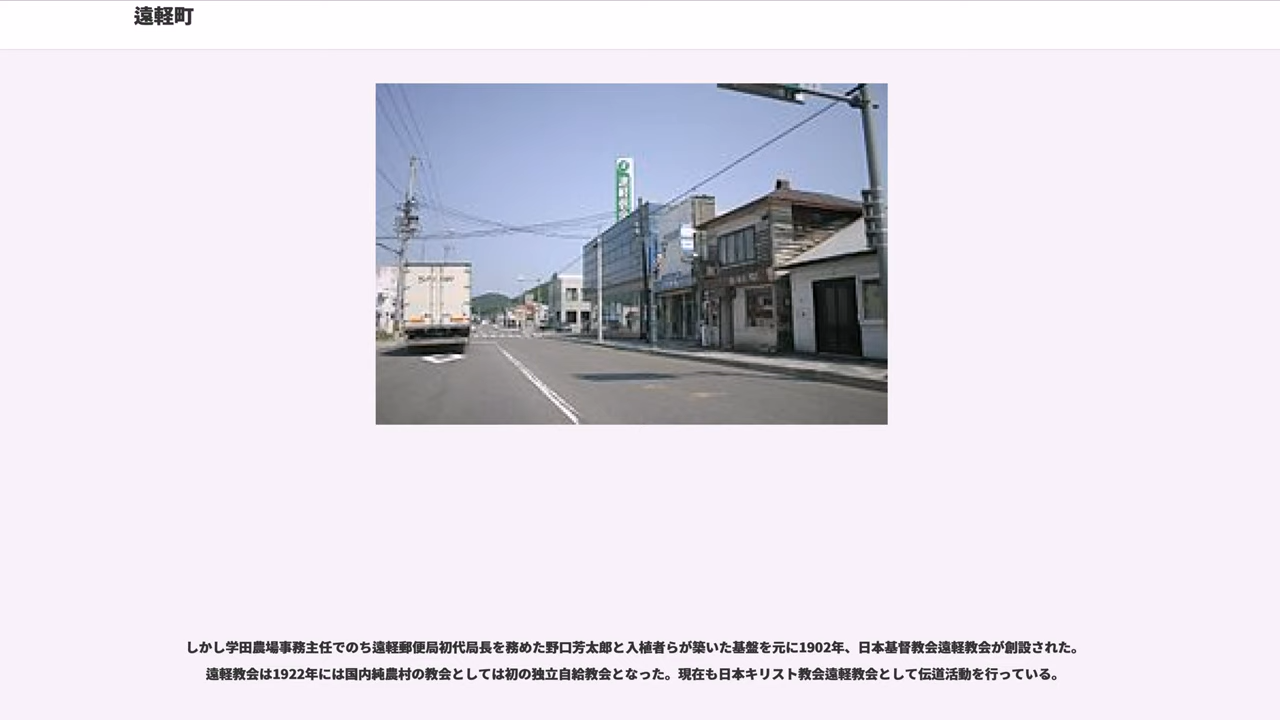 遠軽町
しかし学田農場事務主任でのち遠軽郵便局初代局長を務めた野口芳太郎と入植者らが築いた基盤を元に1902年、日本基督教会遠軽教会が創設された。
遠軽教会は1922年には国内純農村の教会としては初の独立自給教会となった。現在も日本キリスト教会遠軽教会として伝道活動を行っている。